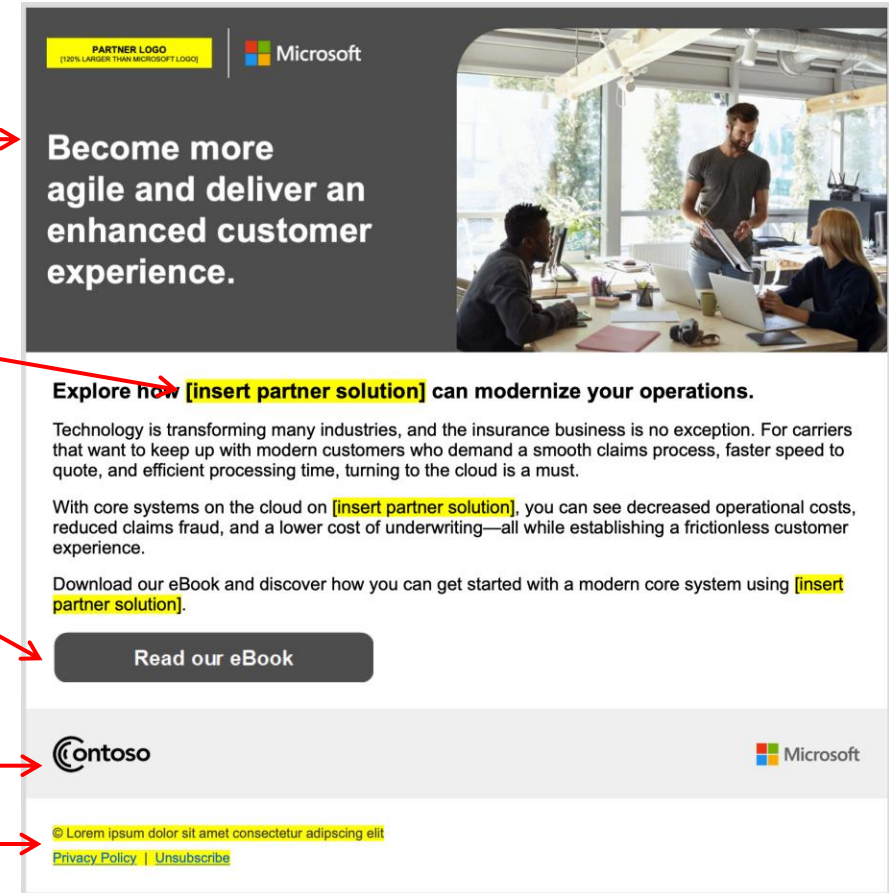 PARTNER LOGO
[120% LARGER THAN MICROSOFT LOGO]
Microsoft
Become more
agile and deliver an
enhanced customer
experience.
Explore how [insert partner solution] can modernize your operations.
Technology is transforming many industries, and the insurance business is no exception. For carriers
that want to keep up with modern customers who demand a smooth claims process, faster speed to
quote, and efficient processing time, turning to the cloud is a must.
With core systems on the cloud on [insert partner solution], you can see decreased operational costs,
reduced claims fraud, and a lower cost of underwriting—all while establishing a frictionless customer
experience.
Download our eBook and discover how you can get started with a modern core system using [insert
partner solution].
Read our eBook
Contoso
Microsoft
© Lorem ipsum dolor sit amet consectetur adipscing elit
Privacy Policy | Unsubscribe